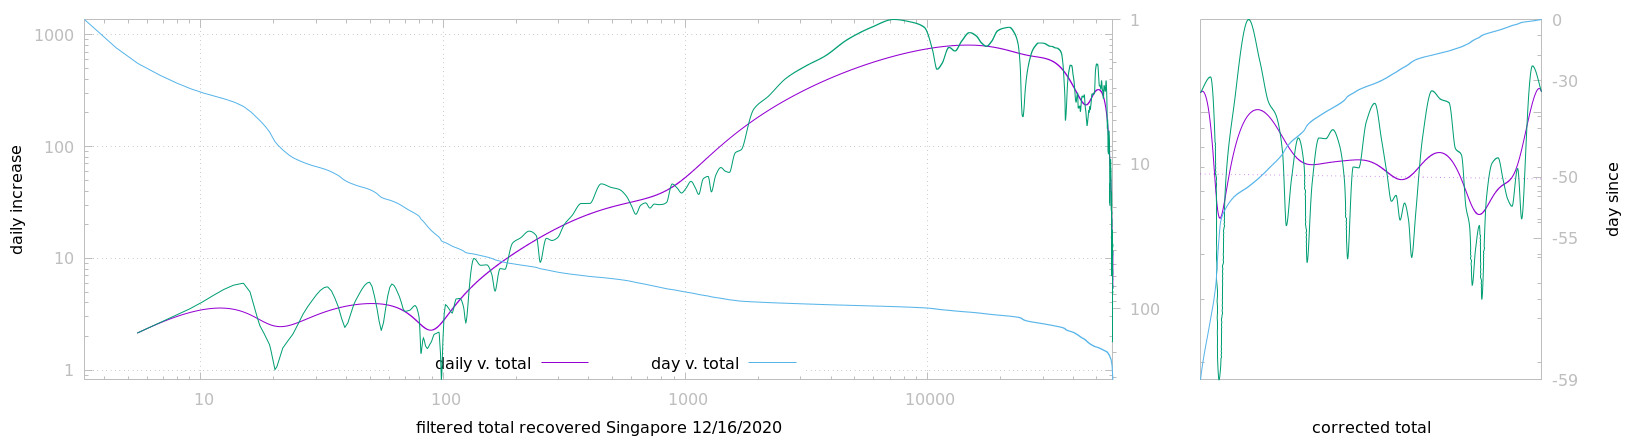 1000
100
10
1
daily increase
10
100
1000
10000
filtered total recovered Singapore 12/16/2020
daily v. total
day v. total
1
10
100
0
-30
-50
-55
-59
day since
corrected total